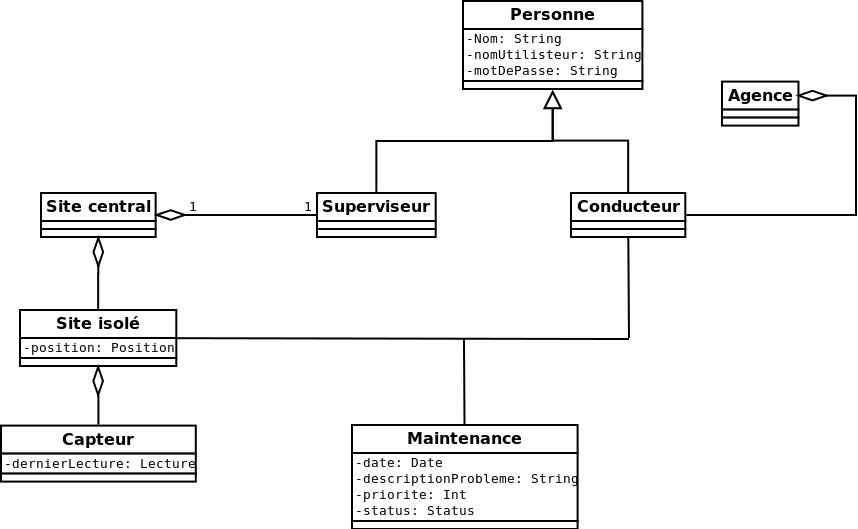 Personne
-Nom: String
-nomUtilisteur: String
-motDePasse: String
Agence
Site central
1
1
Superviseur
Conducteur
Site isolé
-position: Position
Capteur
-dernierLecture: Lecture
Maintenance
-date: Date
-descriptionProbleme: String
-priorite: Int
-status: Status